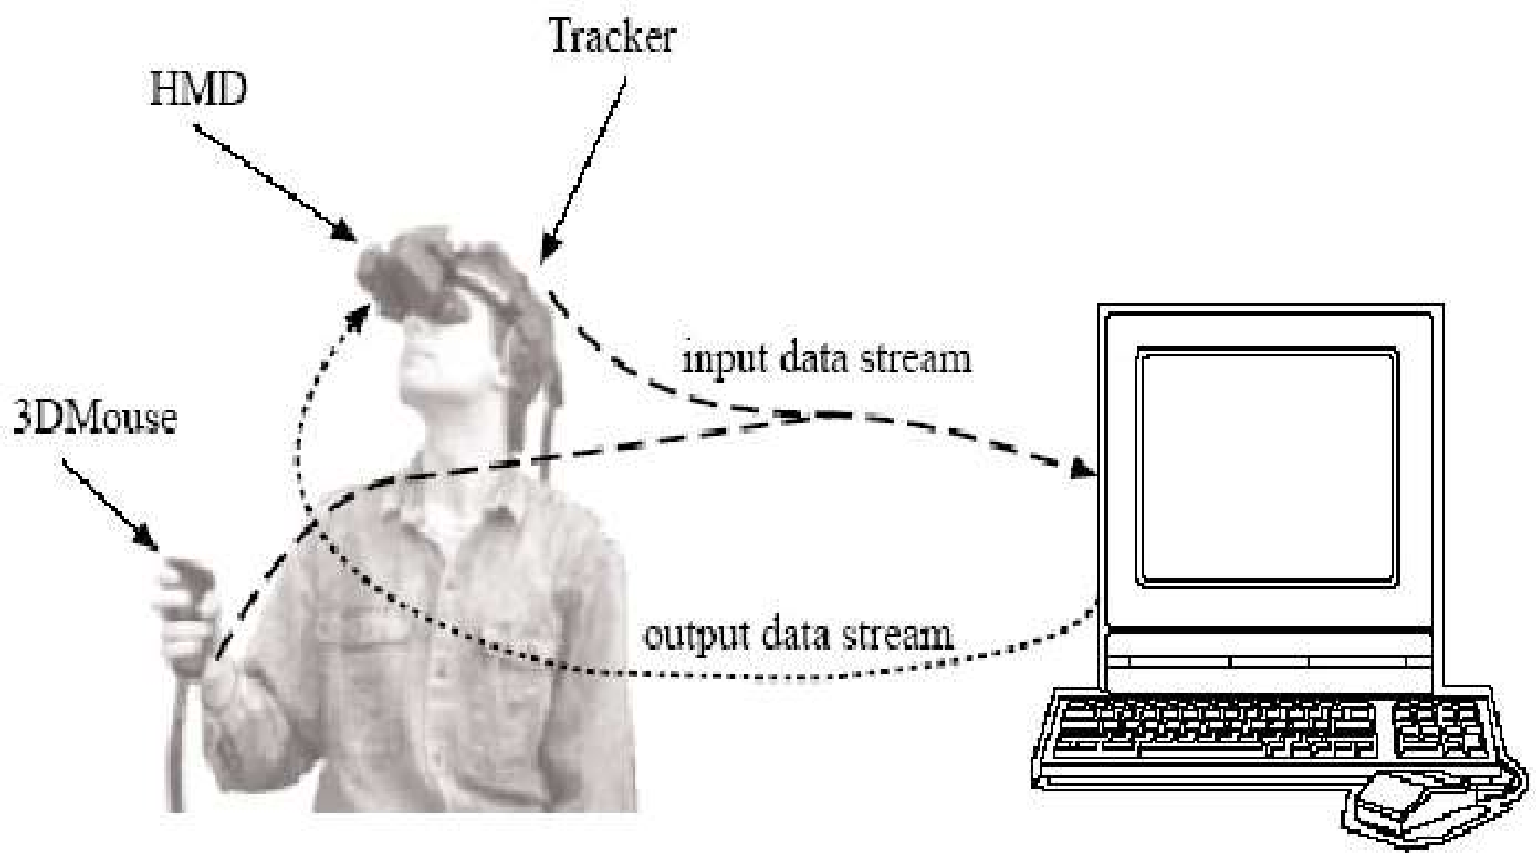 Tracker
HMD
input data stream
3DMouse
output data stream